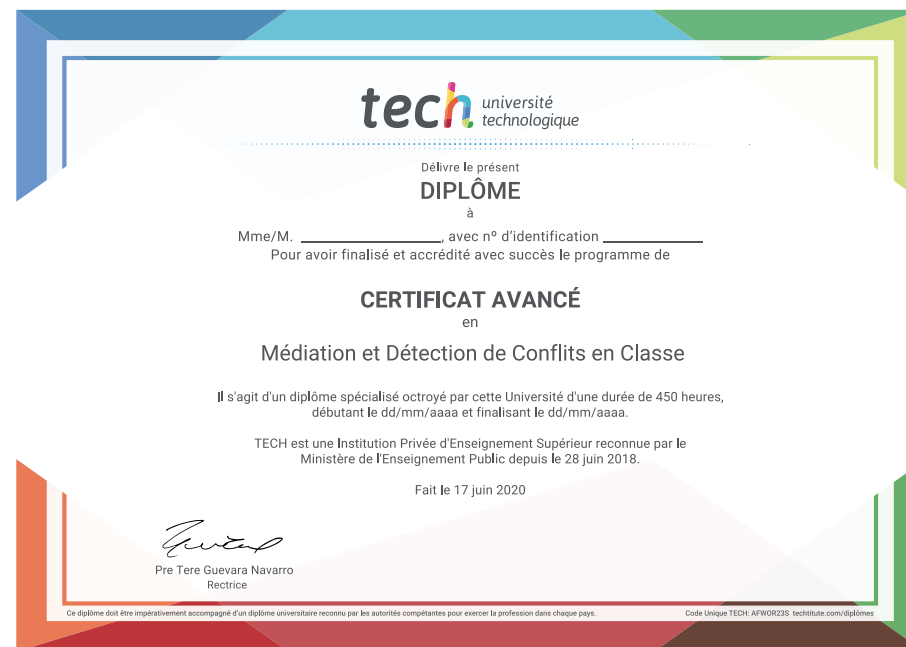 tech université
technologique
Délivre le présent
DIPLÔME
à
Mme/M. ____________________, avec nº d'identification ______________
Pour avoir finalisé et accrédité avec succès le programme de
CERTIFICAT AVANCÉ
en
Médiation et Détection de Conflits en Classe
Il s'agit d'un diplôme spécialisé octroyé par cette Université d'une durée de 450 heures,
débutant le dd/mm/aaaa et finalisant le dd/mm/aaaa.
TECH est une Institution Privée d'Enseignement Supérieur reconnue par le
Ministère de l'Enseignement Public depuis le 28 juin 2018.
Fait le 17 juin 2020
Pre Tere Guevara Navarro
Rectrice
Ce diplôme doit être impérativement accompagné d'un diplôme universitaire reconnu par les autorités compétantes pour exercer la profession dans chaque pays.
Code Unique TECH: AFWOR23S techtitute.com/diplômes